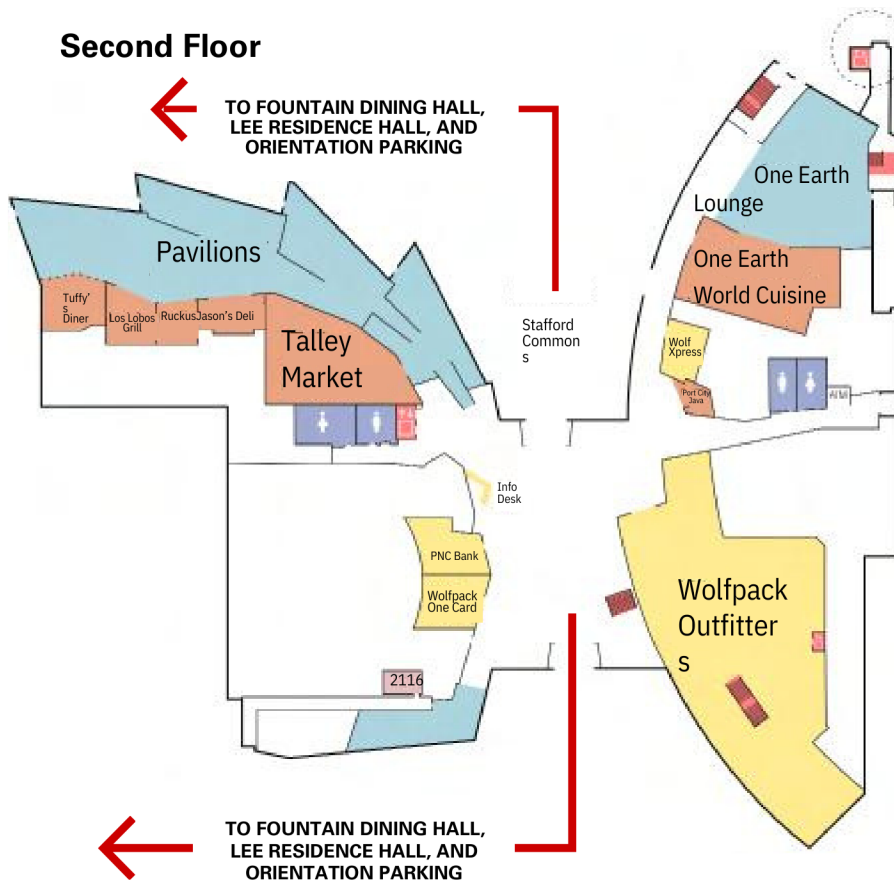 Second Floor
TO FOUNTAIN DINING HALL,
LEE RESIDENCE HALL, AND
ORIENTATION PARKING
One Earth
Lounge
One Earth
World Cuisine
Pavilions
Tuffy'
s
Diner
Los Lobos
Grill
Ruckus
Jason's Deli
Talley
Market
Stafford
Common
s
Wolf
Xpress
Port City
Java
ATM
Info
Desk
PNC Bank
Wolfpack
One Card
Wolfpack
Outfitter
s
2116
TO FOUNTAIN DINING HALL,
LEE RESIDENCE HALL, AND
ORIENTATION PARKING